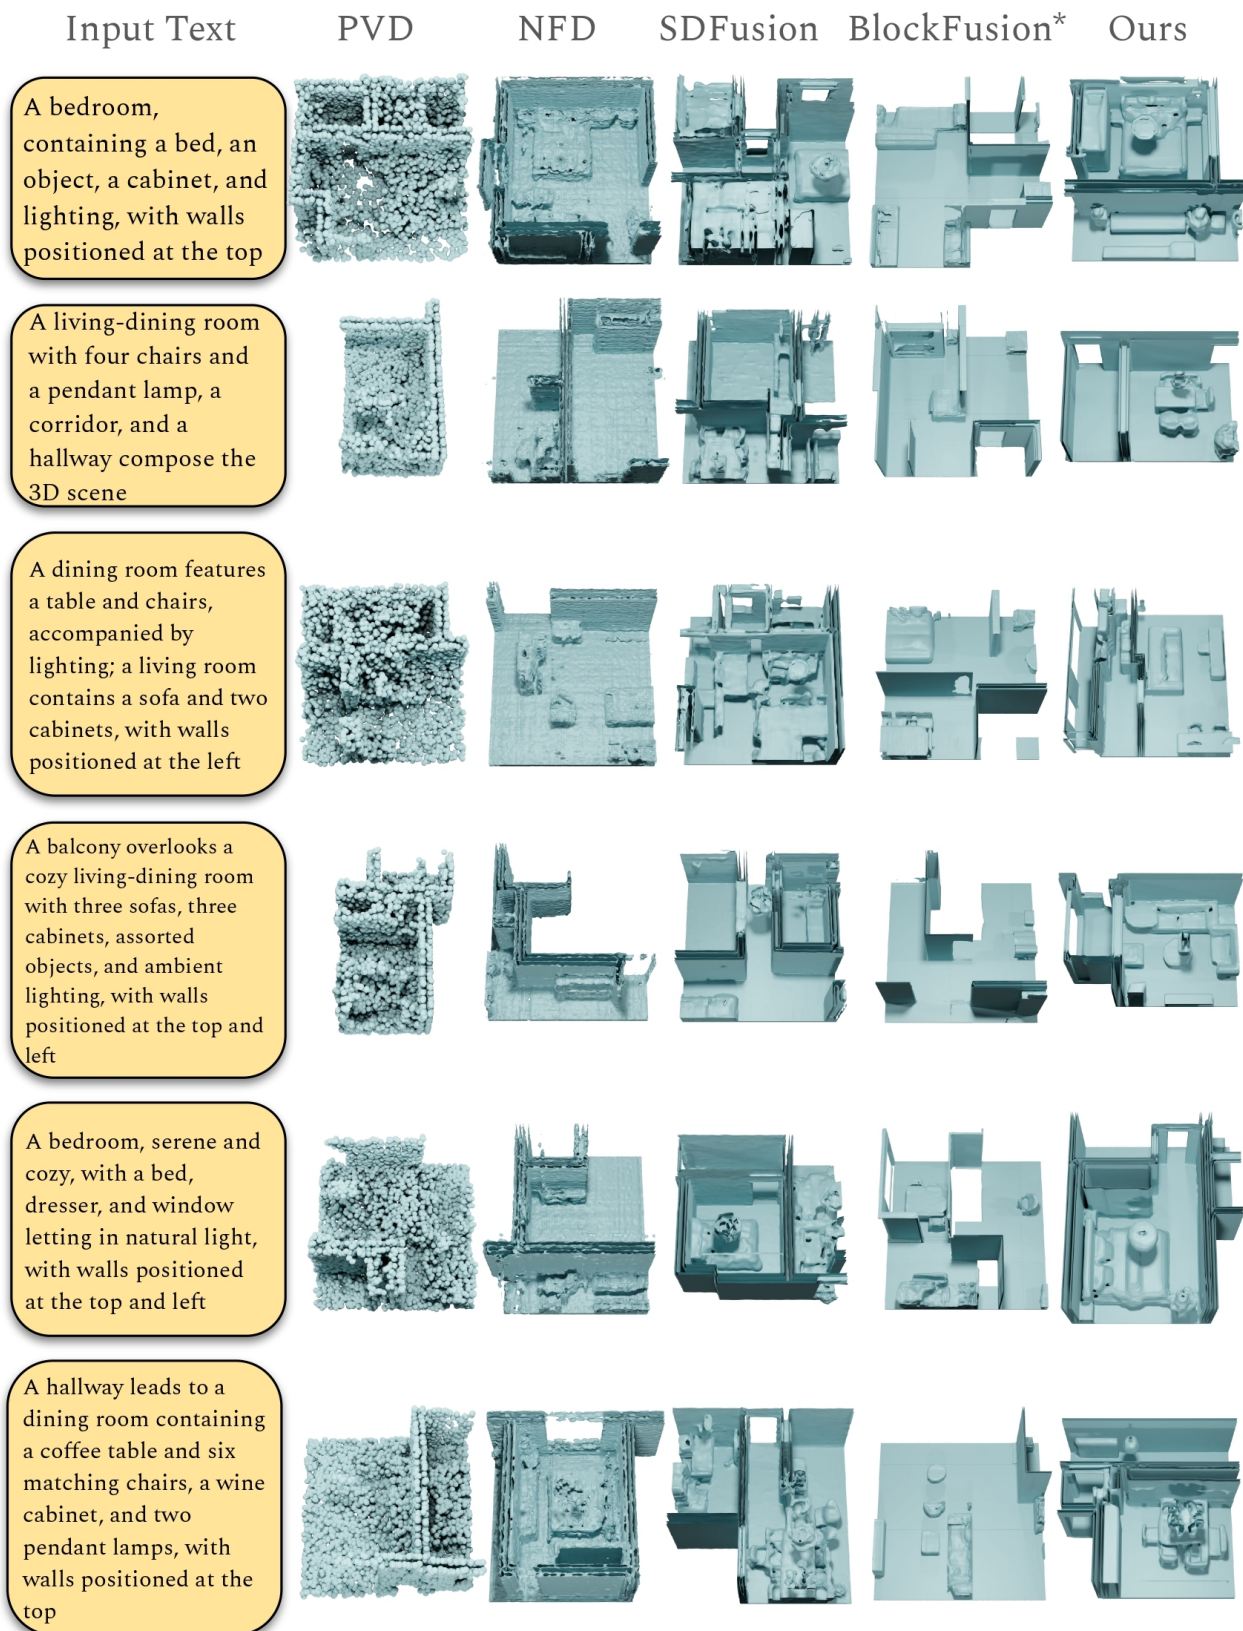 Input Text PVD NFD SDFusion BlockFusion* Ours
A bedroom,
containing a bed, an
object, a cabinet, and
lighting, with walls
positioned at the top
A living-dining room
with four chairs and
a pendant lamp, a
corridor, and a
hallway compose the
3D scene
A dining room features
a table and chairs,
accompanied by
lighting; a living room
contains a sofa and two
cabinets, with walls
positioned at the left
A balcony overlooks a
cozy living-dining room
with three sofas, three
cabinets, assorted
objects, and ambient
lighting, with walls
positioned at the top and
left
A bedroom, serene and
cozy, with a bed,
dresser, and window
letting in natural light,
with walls positioned
at the top and left
A hallway leads to a
dining room containing
a coffee table and six
matching chairs, a wine
cabinet, and two
pendant lamps, with
walls positioned at the
top